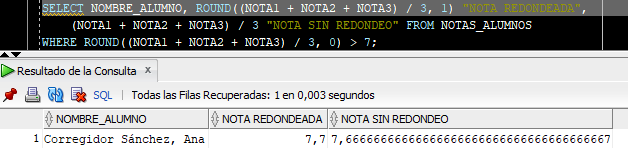 SELECT NOMBRE_ALUMNO, ROUND((NOTA1 + NOTA2 + NOTA3) / 3, 1) "NOTA REDONDEADA",
(NOTA1 + NOTA2 + NOTA3) / 3 "NOTA SIN REDONDEO" FROM NOTAS_ALUMNOS
WHERE ROUND((NOTA1 + NOTA2 + NOTA3) / 3, 0) > 7;
Resultado de la Consulta x
SQL | Todas las Filas Recuperadas: 1 en 0,003 segundos
NOMBRE_ALUMNO NOTA REDONDEADA NOTA SIN REDONDEO
1 Corregidor Sánchez, Ana 7,7 7,66666666666666666666666666666666666667